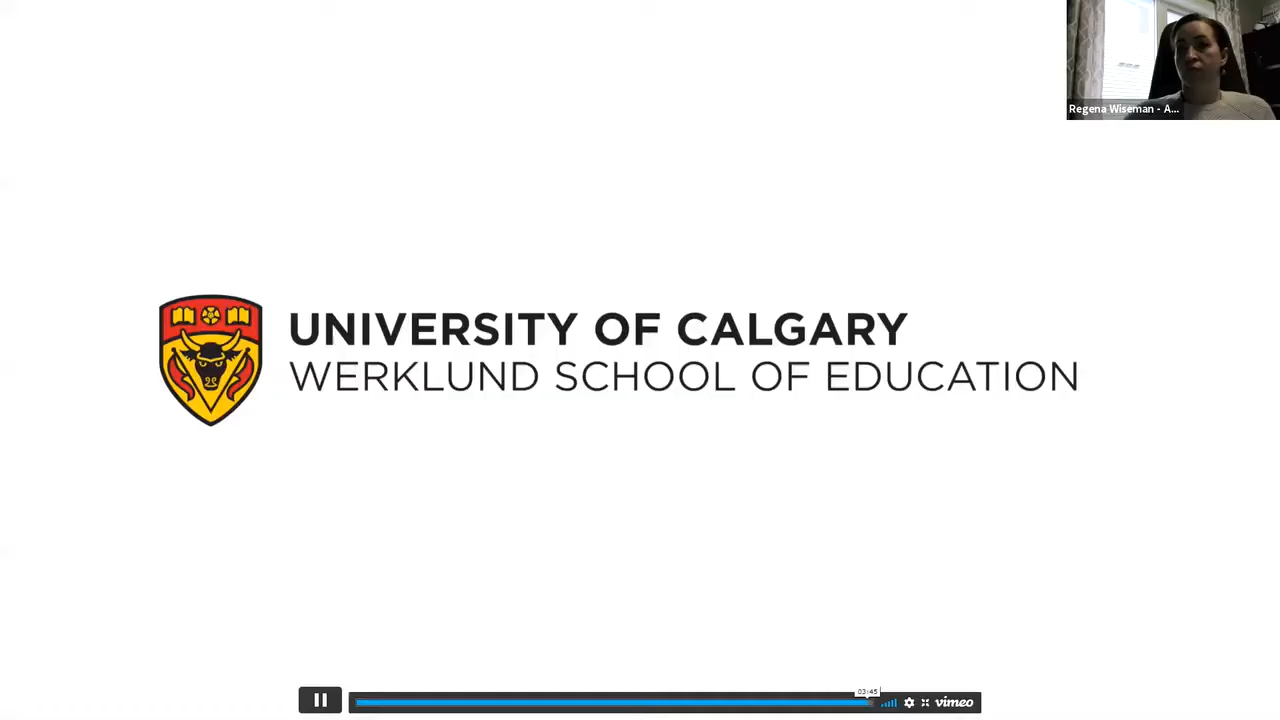 Regena Wiseman - A...
UNIVERSITY OF CALGARY
WERKLUND SCHOOL OF EDUCATION
03:45
vimeo